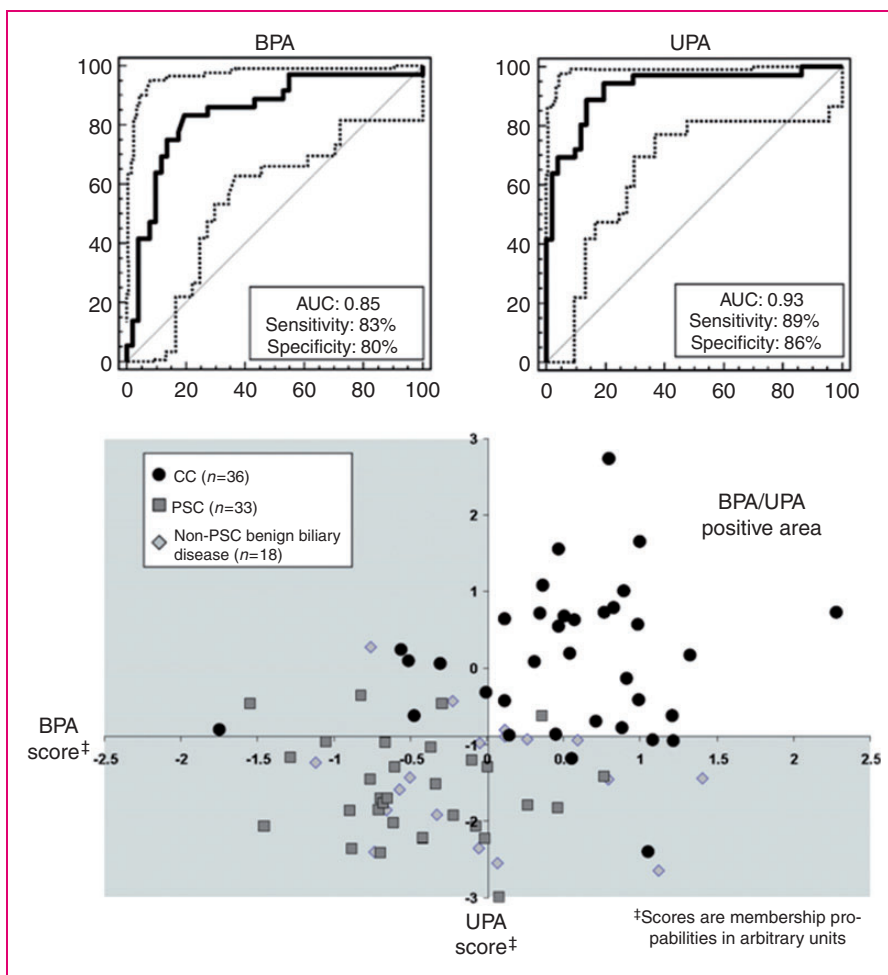 BPA
100
80
60
40
20
0
0 20 40 60 80 100
AUC: 0.85
Sensitivity: 83%
Specificity: 80%
UPA
100
80
60
40
20
0
0 20 40 60 80 100
AUC: 0.93
Sensitivity: 89%
Specificity: 86%
CC (n=36)
PSC (n=33)
Non-PSC benign biliary
disease (n=18)
BPA/UPA
positive area
3
2
1
0
-1
-2
-3
BPA
score‡
-2.5 -2 -1.5 -1 -0.5 0 0.5 1 1.5 2 2.5
UPA
score‡
‡Scores are membership pro-
pabilities in arbitrary units